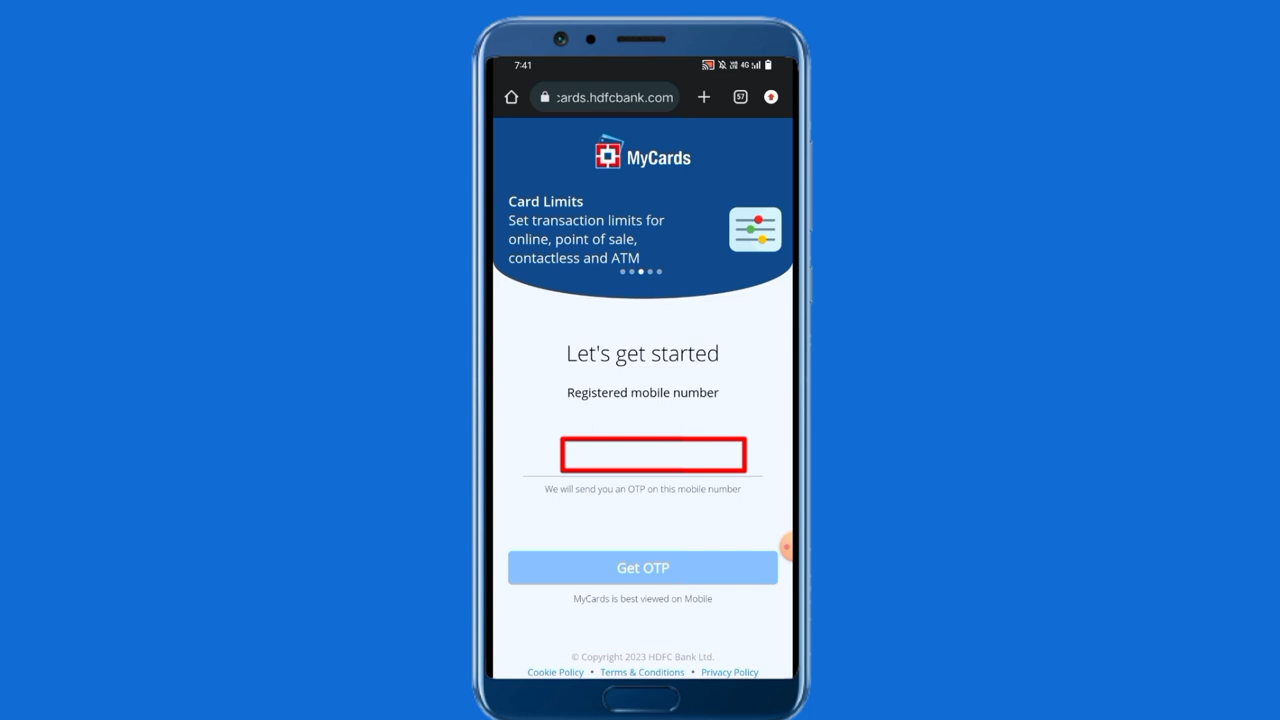 7:41
4G
:ards.hdfcbank.com
57
MyCards
Card Limits
Set transaction limits for
online, point of sale,
contactless and ATM
Let's get started
Registered mobile number
We will send you an OTP on this mobile number
Get OTP
MyCards is best viewed on Mobile
© Copyright 2023 HDFC Bank Ltd.
Cookie Policy • Terms & Conditions • Privacy Policy